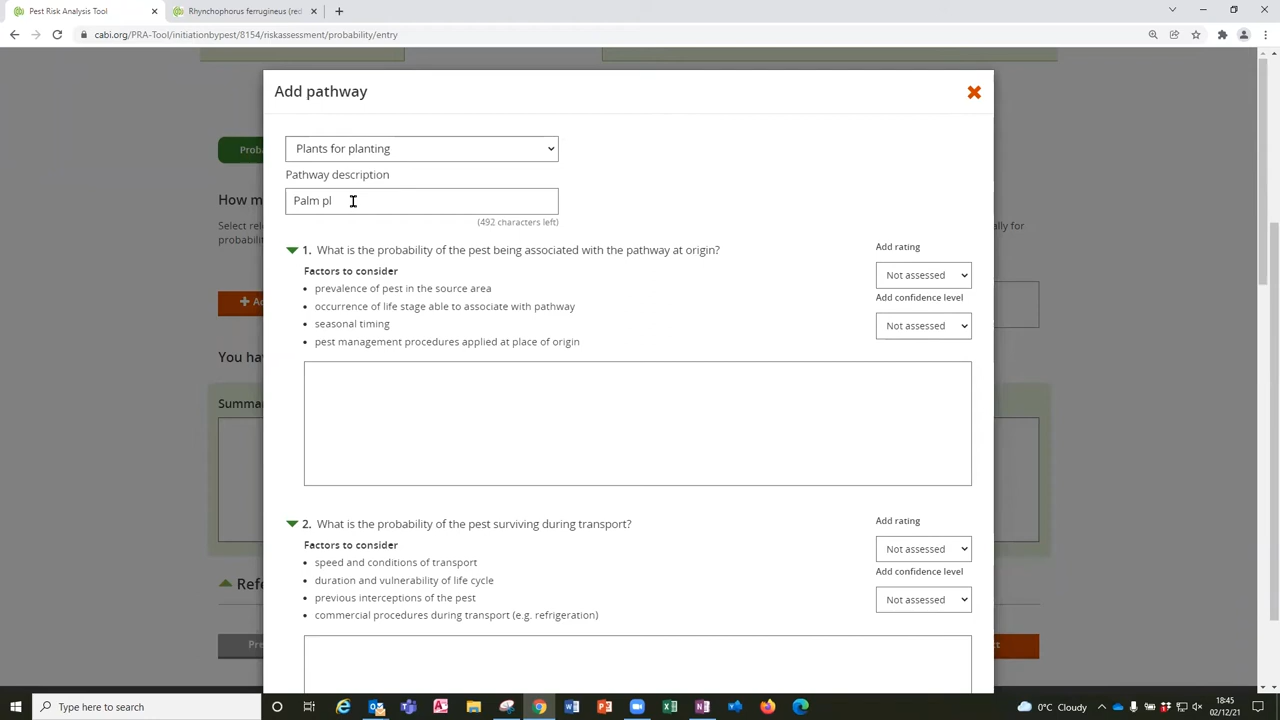 Pest Risk Analysis Tool
Rhynchophorus ferrugineus (red
cabi.org/PRA-Tool/initiationbypest/8154/riskassessment/probability/entry
Add pathway
Plants for planting
Pathway description
Palm pl
(492 characters left)
1. What is the probability of the pest being associated with the pathway at origin?
Add rating
Factors to consider
Not assessed
• prevalence of pest in the source area
Add confidence level
• occurrence of life stage able to associate with pathway
Not assessed
• seasonal timing
• pest management procedures applied at place of origin
2. What is the probability of the pest surviving during transport?
Add rating
Factors to consider
Not assessed
• speed and conditions of transport
Add confidence level
• duration and vulnerability of life cycle
Not assessed
• previous interceptions of the pest
• commercial procedures during transport (e.g. refrigeration)
Proba
How m
Select rel
probabili
ally for
+ Ad
You ha
Summa
Refe
Pre
Type here to search
0°C Cloudy
18:45
02/12/21